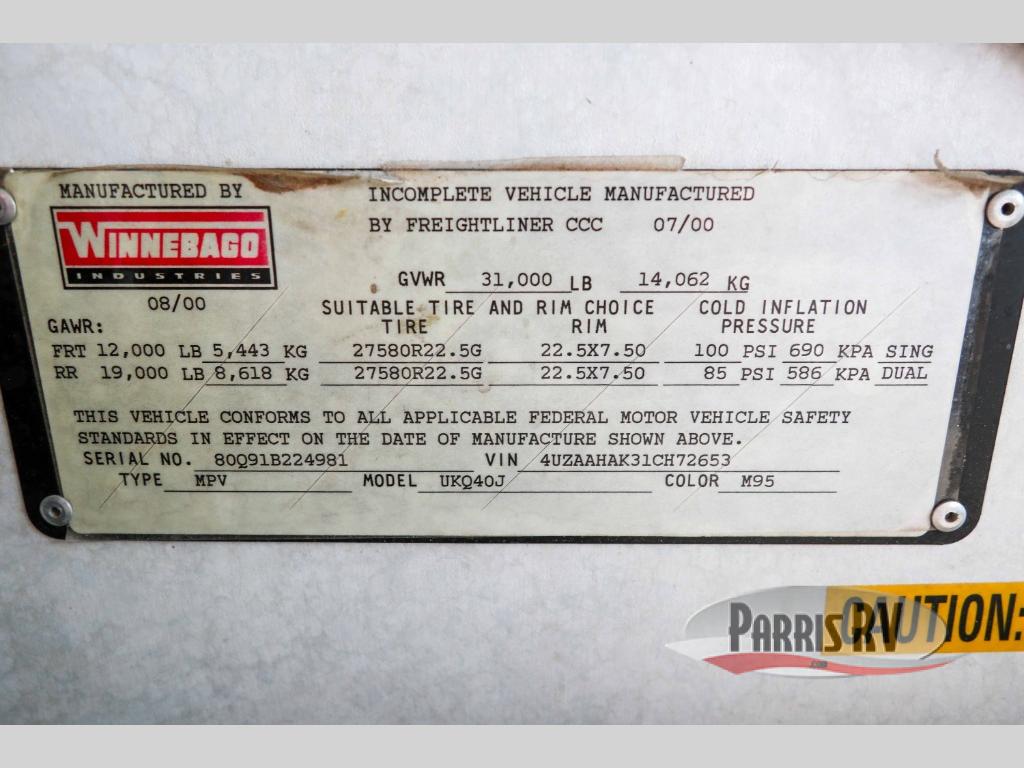 MANUFACTURED BY
WINNEBAGO
INDUSTRIES
08/00
INCOMPLETE VEHICLE MANUFACTURED
BY FREIGHTLINER CCC 07/00
GVWR 31,000 LB 14,062 KG
SUITABLE TIRE AND RIM CHOICE COLD INFLATION
GAWR: TIRE RIM PRESSURE
FRT 12,000 LB 5,443 KG 27580R22.5G 22.5X7.50 100 PSI 690 KPA SING
RR 19,000 LB 8,618 KG 27580R22.5G 22.5X7.50 85 PSI 586 KPA DUAL
THIS VEHICLE CONFORMS TO ALL APPLICABLE FEDERAL MOTOR VEHICLE SAFETY
STANDARDS IN EFFECT ON THE DATE OF MANUFACTURE SHOWN ABOVE.
SERIAL NO. 80Q91B224981 VIN 4UZAAHAK31CH72653
TYPE MPV MODEL UKQ40J COLOR M95
CAUTION:
PARRIS RV
.COM